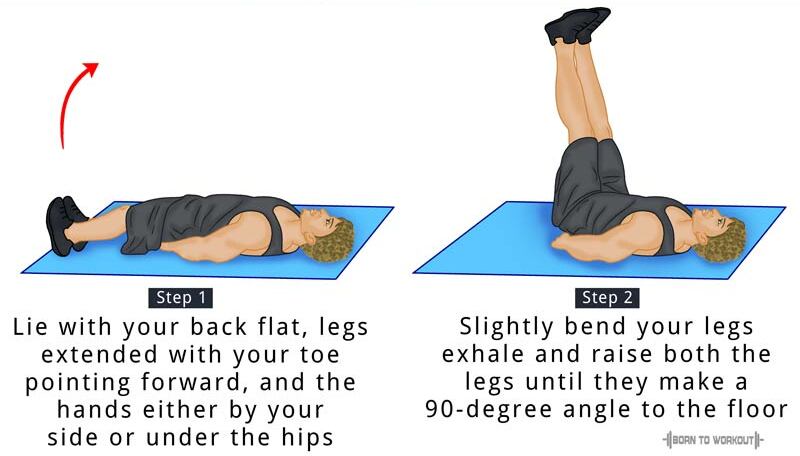 Step 1
Lie with your back flat, legs
extended with your toe
pointing forward, and the
hands either by your
side or under the hips
Step 2
Slightly bend your legs
exhale and raise both the
legs until they make a
90-degree angle to the floor
BORN TO WORKOUT